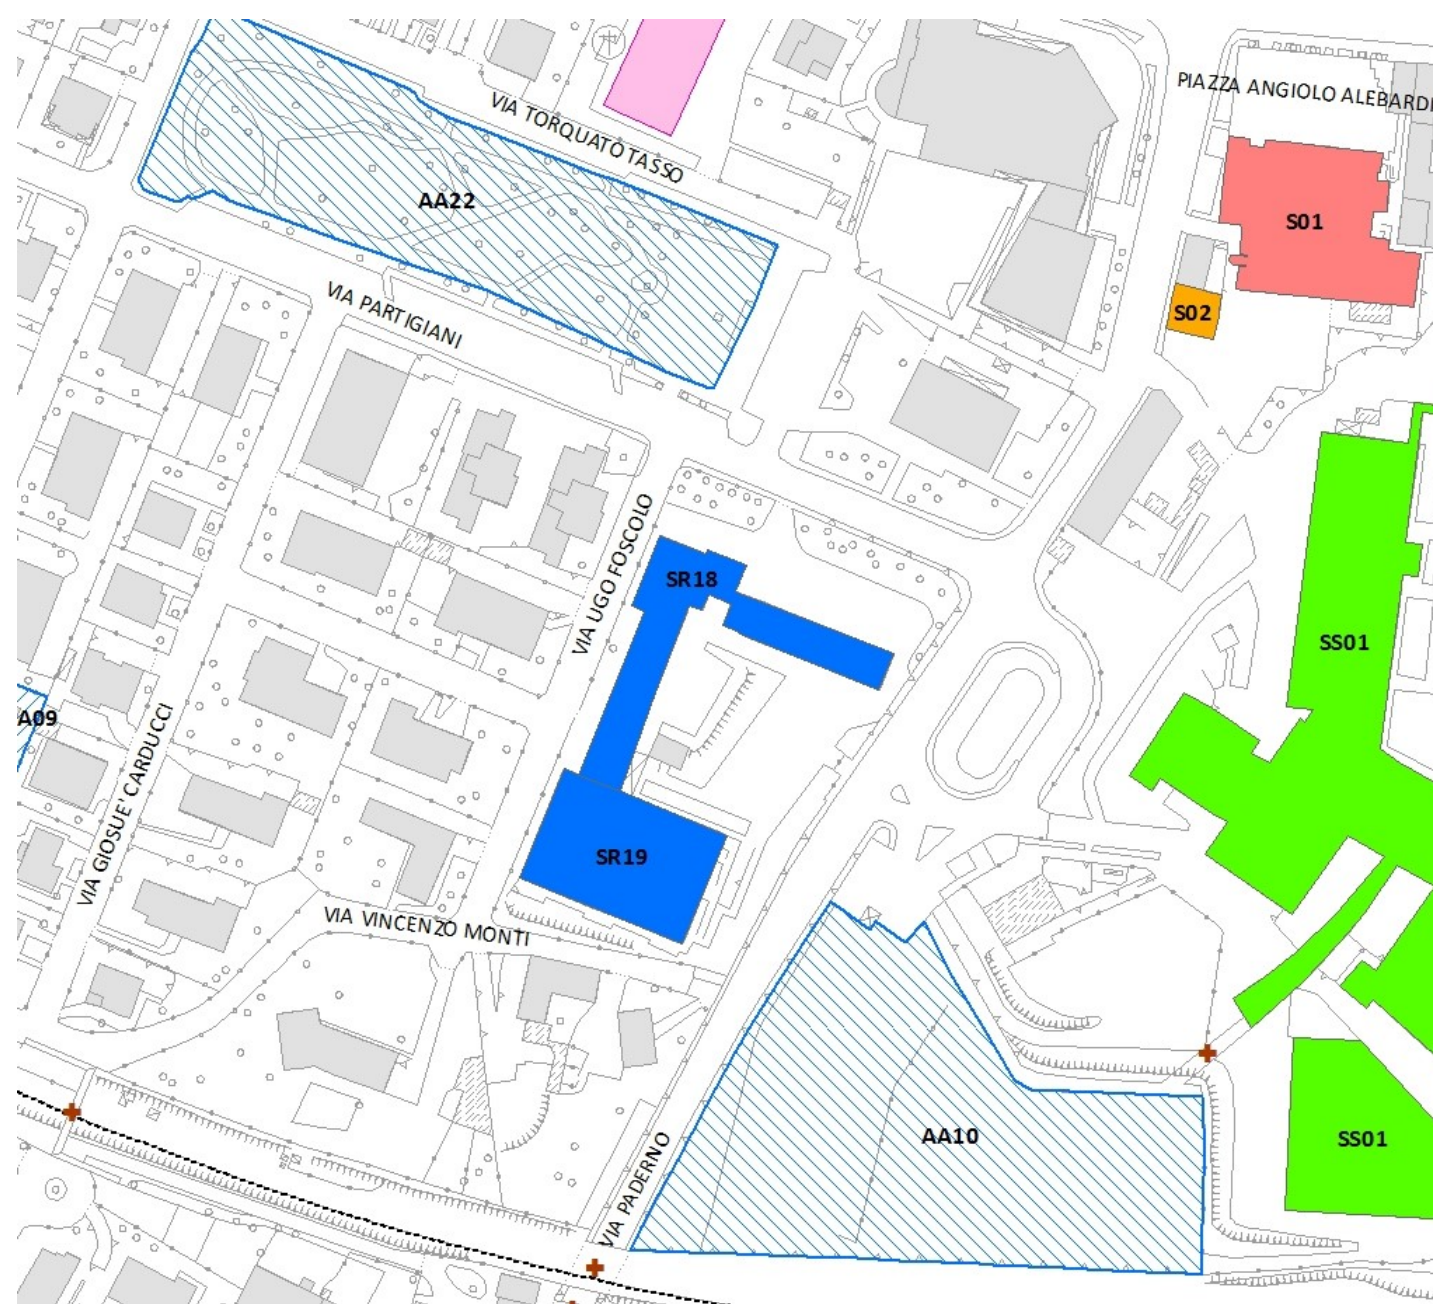 PIAZZA ANGIOLO ALEBARDI
VIA TORQUATO TASSO
AA22
S01
VIA PARTIGIANI
S02
VIA UGO FOSCOLO
SR18
SS01
A09
VIA GIOSUE' CARDUCCI
SR19
VIA VINCENZO MONTI
AA10
SS01
VIA PADERNO